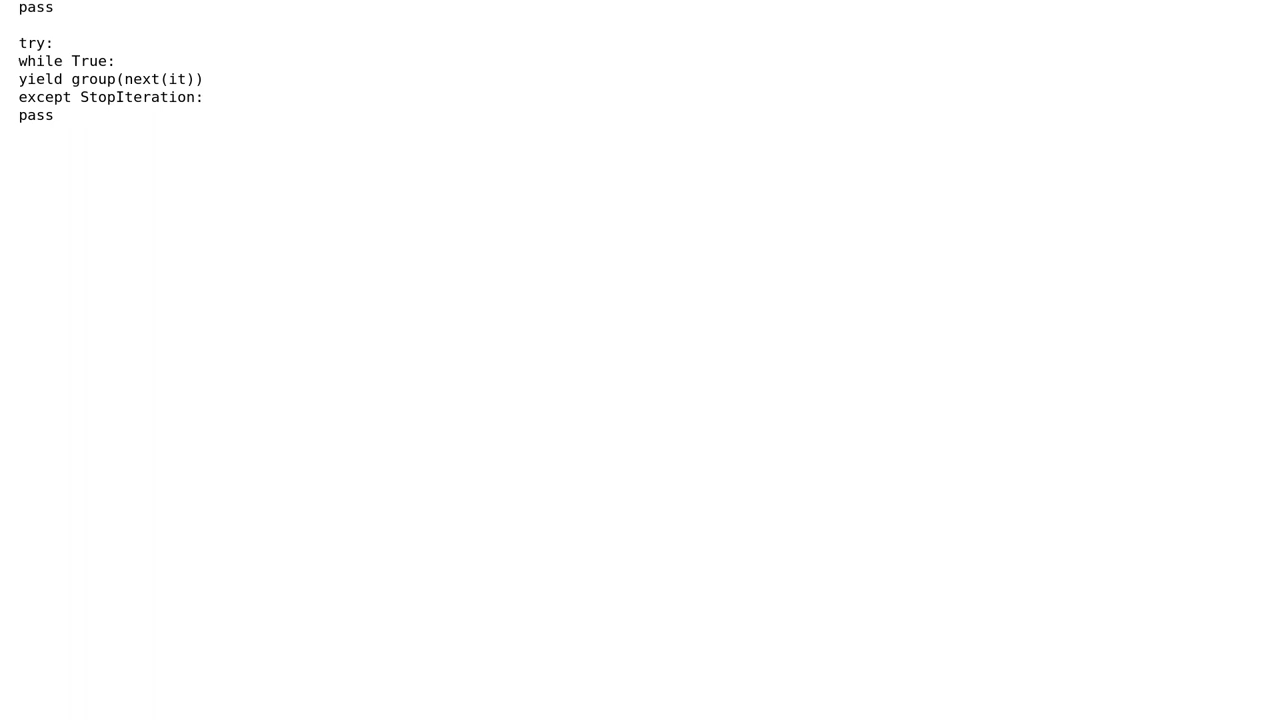 pass

try:
while True:
yield group(next(it))
except StopIteration:
pass